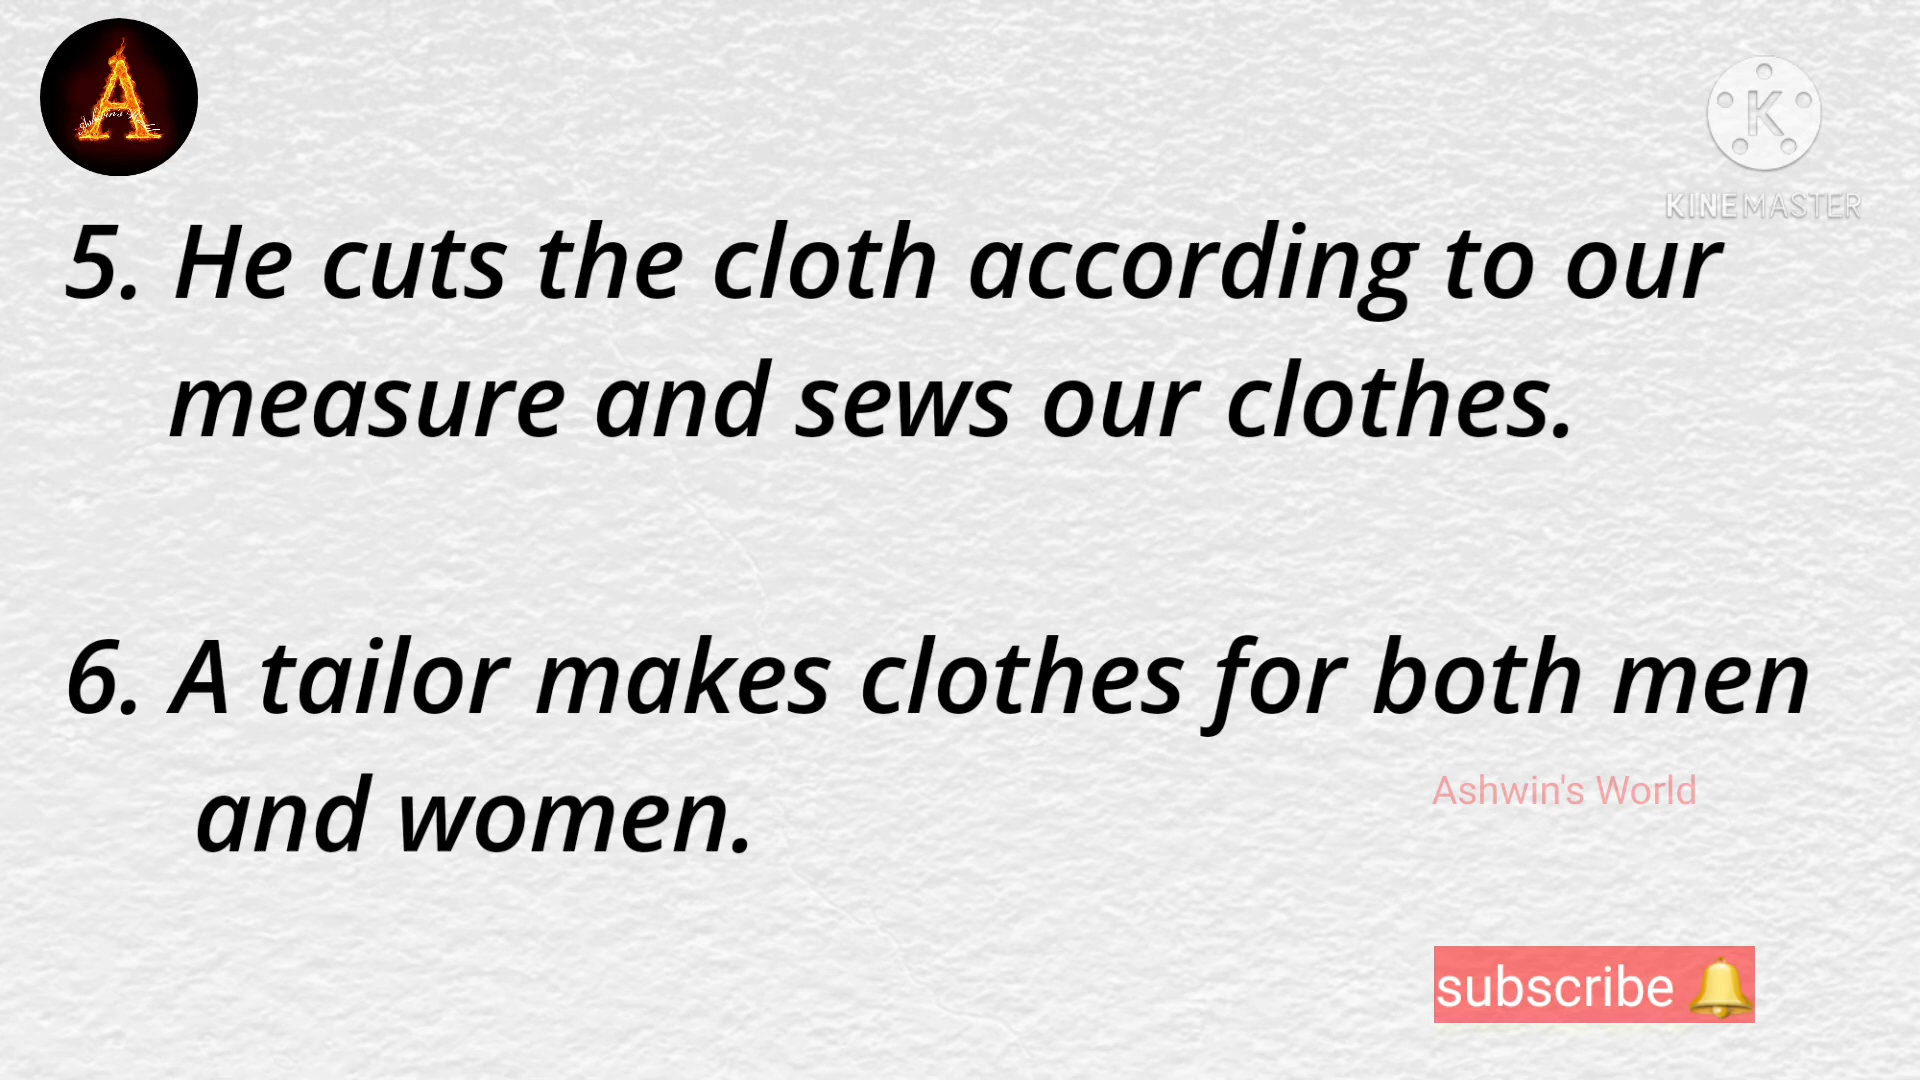 A
K
KINEMASTER
5. He cuts the cloth according to our
measure and sews our clothes.
6. A tailor makes clothes for both men
and women.
Ashwin's World
subscribe 🔔